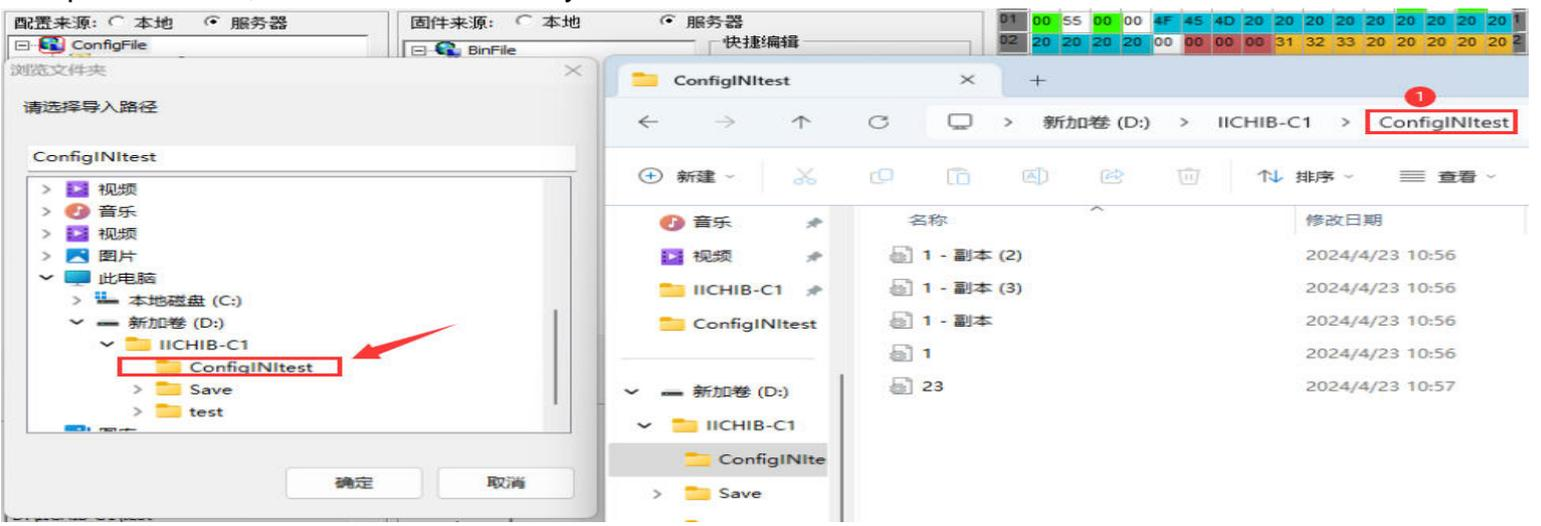 配置来源: 本地 服务器
ConfigFile
固件来源: 本地 服务器
BinFile
快捷编辑
01 00 55 00 00 4F 45 4D 20 20 20 20 20 20 20 20 20 1
02 20 20 20 20 00 00 00 00 31 32 33 20 20 20 20 20 2
浏览文件夹
请选择导入路径
ConfigINItest
视频
音乐
视频
图片
此电脑
本地磁盘 (C:)
新加卷 (D:)
IICHIB-C1
ConfigINItest
Save
test
确定 取消
ConfigINItest
1
新加卷 (D:) > IICHIB-C1 > ConfigINItest
新建 排序 查看
音乐
视频
IICHIB-C1
ConfigINItest
新加卷 (D:)
IICHIB-C1
ConfigINIte
Save
名称 修改日期
1 - 副本 (2) 2024/4/23 10:56
1 - 副本 (3) 2024/4/23 10:56
1 - 副本 2024/4/23 10:56
1 2024/4/23 10:56
23 2024/4/23 10:57